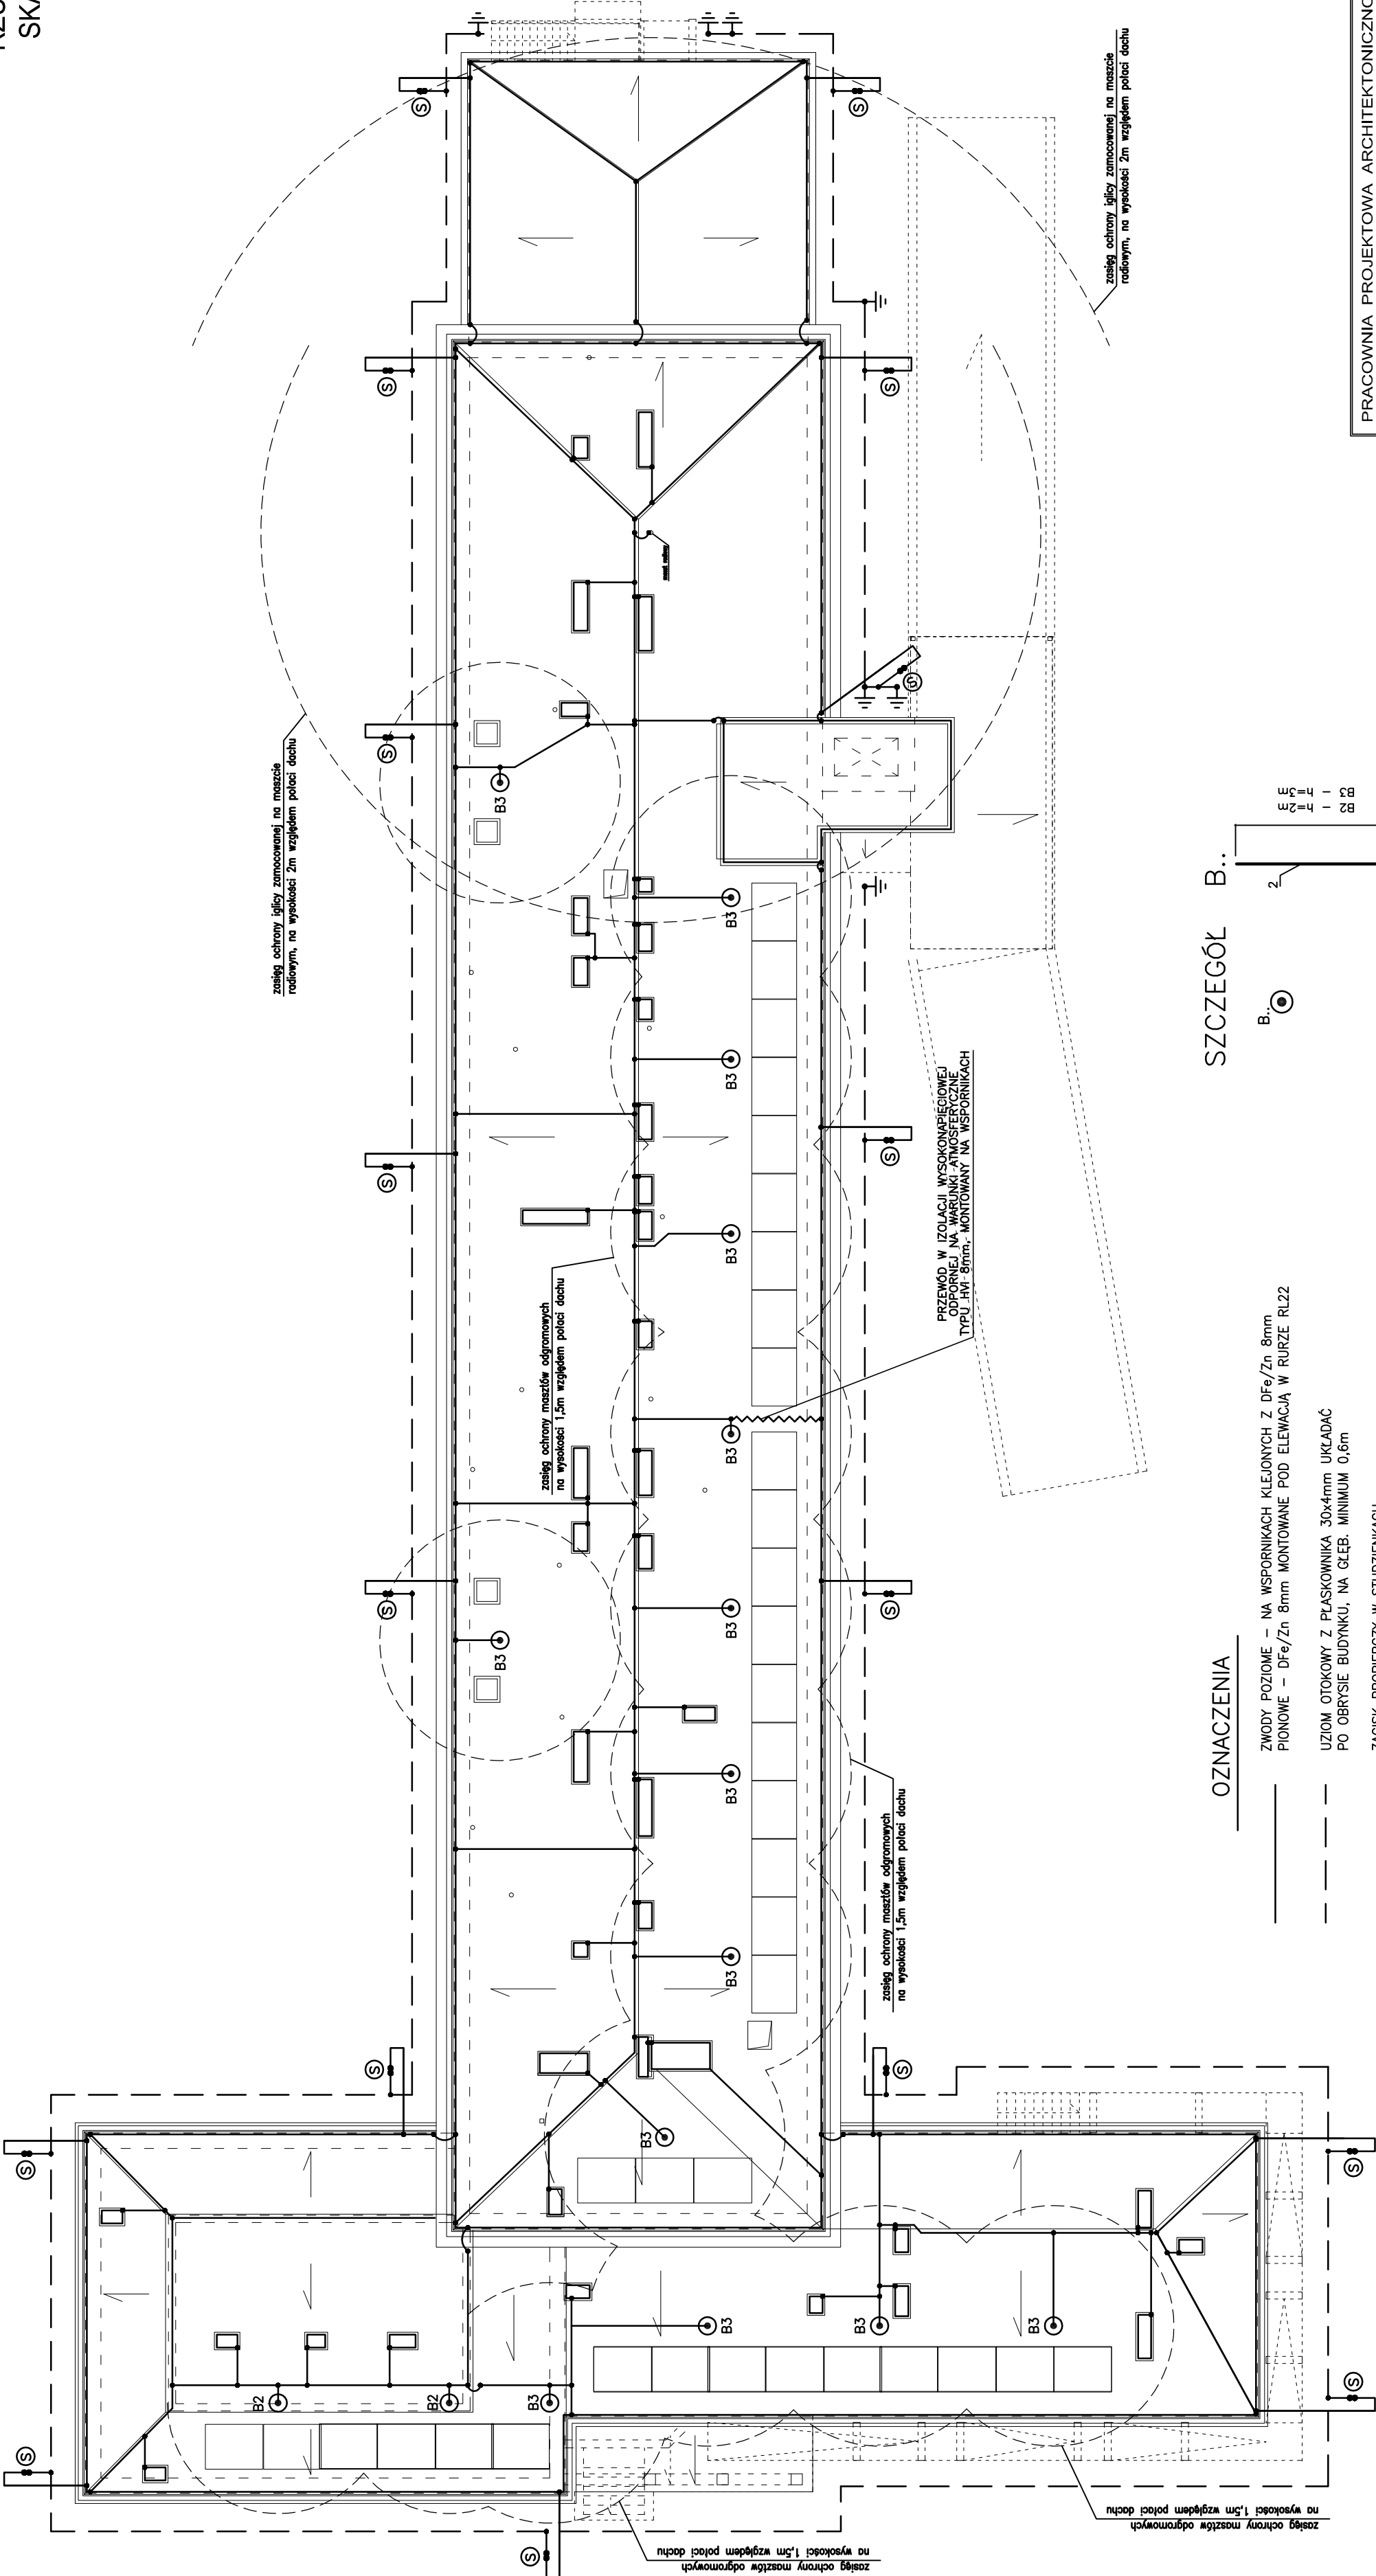 SKA
Ⓢ
Ⓢ
zasięg ochrony iglicy zamocowanej na maszcie
radiowym, na wysokości 2m względem połaci dachu
PRACOWNIA PROJEKTOWA ARCHITEKTONICZNO
Ⓢ
Ⓢ
maszt radiowy
Ⓢ
Ⓢ
zasięg ochrony iglicy zamocowanej na maszcie
radiowym, na wysokości 2m względem połaci dachu
B3
B3
B2 - h=2m
B3 - h=3m
SZCZEGÓŁ B..
2
B..
B3
PRZEWÓD W IZOLACJI WYSOKONAPIĘCIOWEJ
ODPORNEJ NA WARUNKI ATMOSFERYCZNE
TYPU HVI 8mm, MONTOWANY NA WSPORNIKACH
Ⓢ
Ⓢ
B3
zasięg ochrony masztów odgromowych
na wysokości 1,5m względem połaci dachu
B3
Ⓢ
Ⓢ
B3
B3
OZNACZENIA
ZWODY POZIOME - NA WSPORNIKACH KLEJONYCH Z DFe/Zn 8mm
PIONOWE - DFe/Zn 8mm MONTOWANE POD ELEWACJĄ W RURZE RL22
UZIOM OTOKOWY Z PŁASKOWNIKA 30x4mm UKŁADAĆ
PO OBRYSIE BUDYNKU, NA GŁĘB. MINIMUM 0,6m
B3
zasięg ochrony masztów odgromowych
na wysokości 1,5m względem połaci dachu
B3
Ⓢ
Ⓢ
Ⓢ
B3
Ⓢ
B3
B3
B3
B2
B2
B3
Ⓢ
Ⓢ
Ⓢ
zasięg ochrony masztów odgromowych
na wysokości 1,5m względem połaci dachu
zasięg ochrony masztów odgromowych
na wysokości 1,5m względem połaci dachu